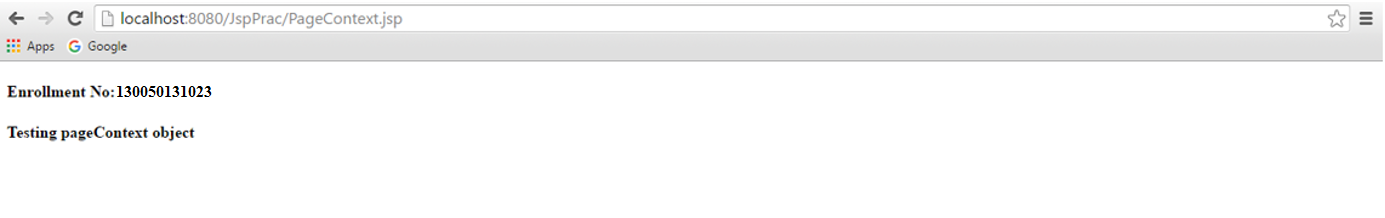 localhost:8080/JspPrac/PageContext.jsp
Apps Google
Enrollment No:130050131023
Testing pageContext object